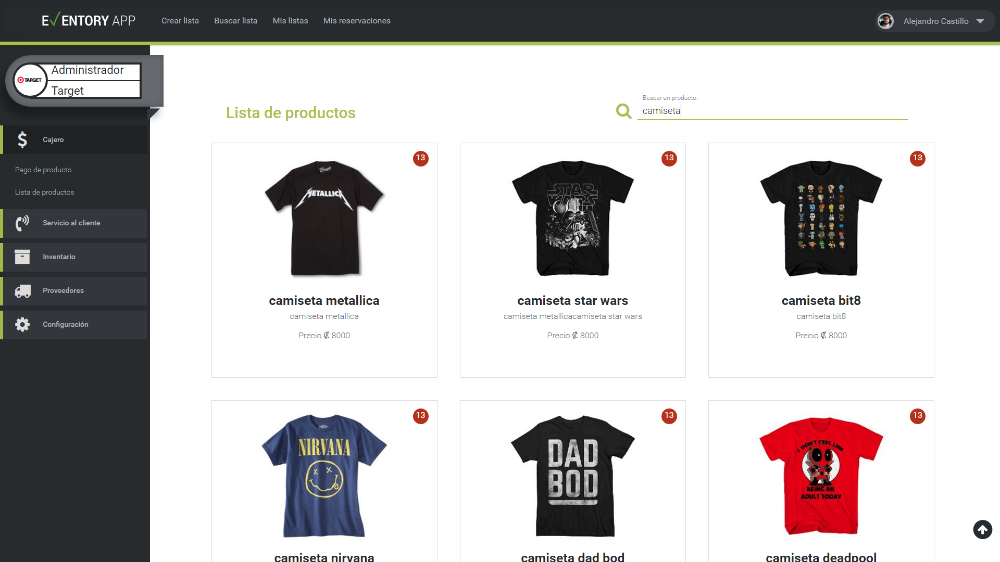 EVENTORY APP
Crear lista
Buscar lista
Mis listas
Mis reservaciones
Alejandro Castillo
TARGET
Administrador
Target
Cajero
Pago de producto
Lista de productos
Servicio al cliente
Inventario
Proveedores
Configuración
Lista de productos
Buscar un producto:
camiseta
13
METALLICA
camiseta metallica
camiseta metallica
Precio ₡ 8000
13
STAR
WARS
camiseta star wars
camiseta metallicacamiseta star wars
Precio ₡ 8000
13
camiseta bit8
camiseta bit8
Precio ₡ 8000
13
NIRVANA
camiseta nirvana
13
DAD
BOD
camiseta dad bod
13
I DON'T FEEL LIKE
BEING AN
ADULT TODAY
camiseta deadpool